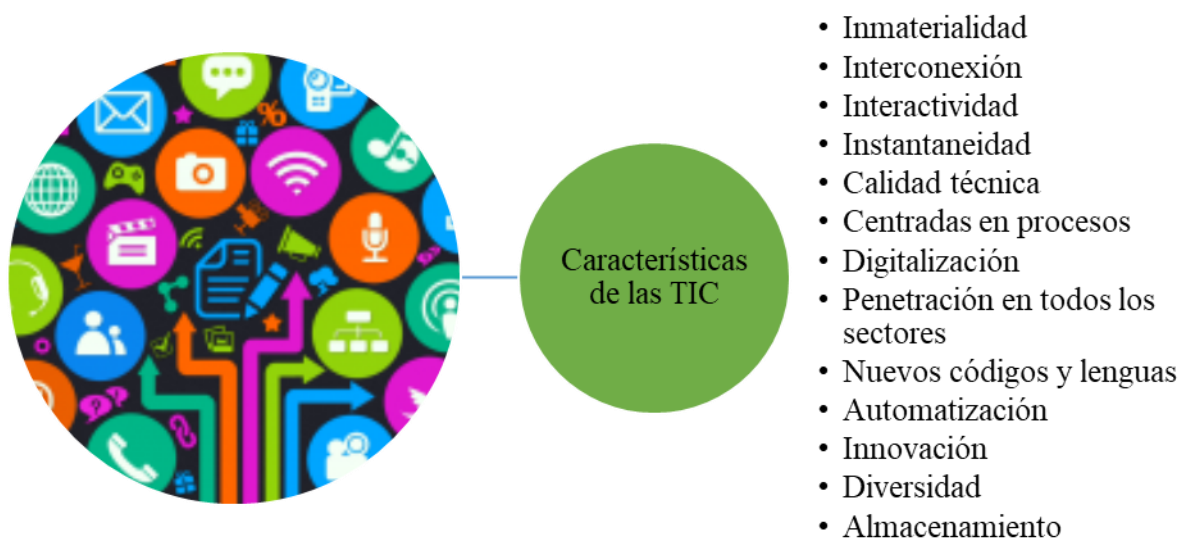 Características
de las TIC
• Inmaterialidad
• Interconexión
• Interactividad
• Instantaneidad
• Calidad técnica
• Centradas en procesos
• Digitalización
• Penetración en todos los
sectores
• Nuevos códigos y lenguas
• Automatización
• Innovación
• Diversidad
• Almacenamiento